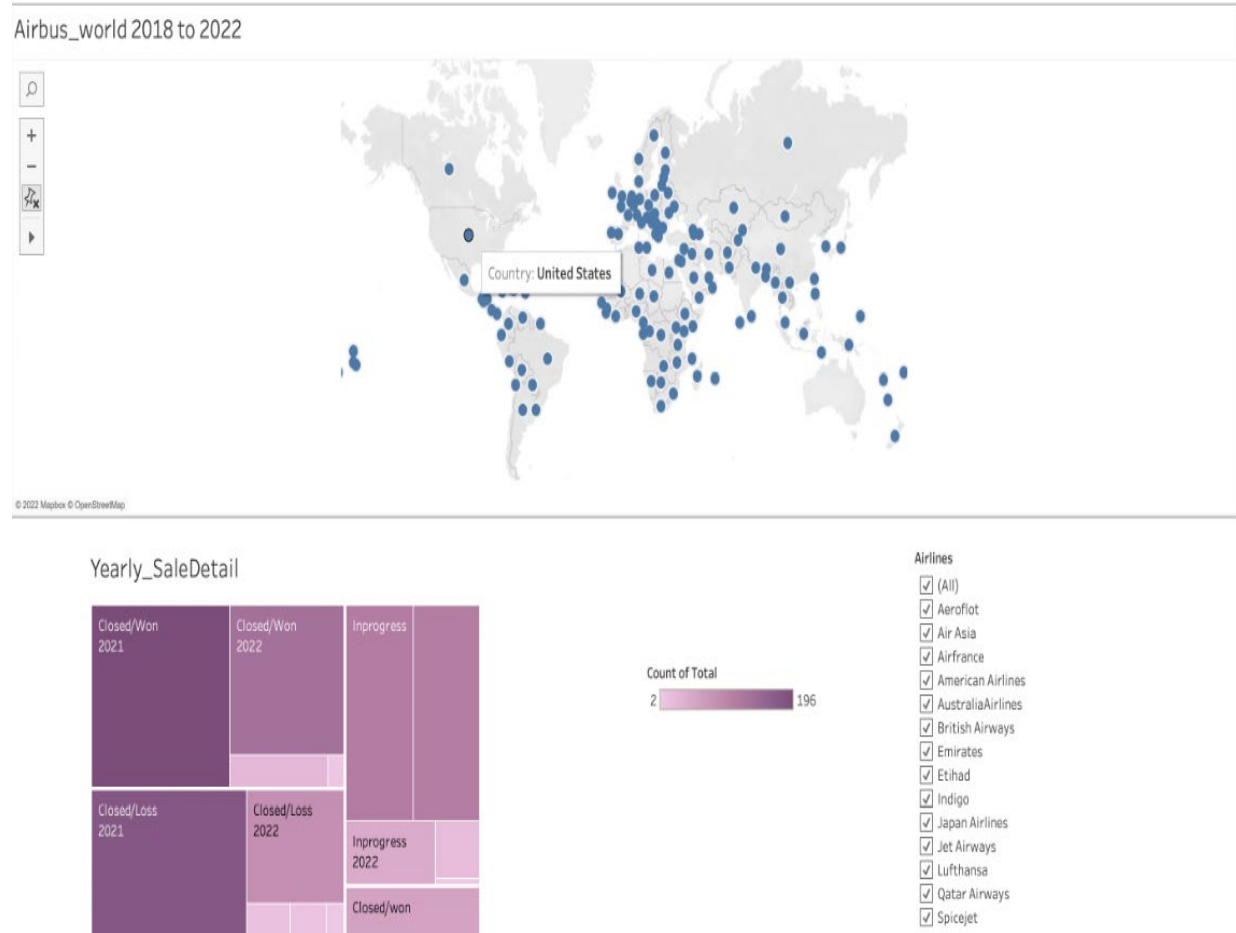 Airbus_world 2018 to 2022
+
−
Country: United States
© 2022 Mapbox © OpenStreetMap
Yearly_SaleDetail
Closed/Won
2021
Closed/Won
2022
Inprogress
Closed/Loss
2021
Closed/Loss
2022
Inprogress
2022
Closed/won
Count of Total
2 196
Airlines
(All)
Aeroflot
Air Asia
Airfrance
American Airlines
AustraliaAirlines
British Airways
Emirates
Etihad
Indigo
Japan Airlines
Jet Airways
Lufthansa
Qatar Airways
Spicejet